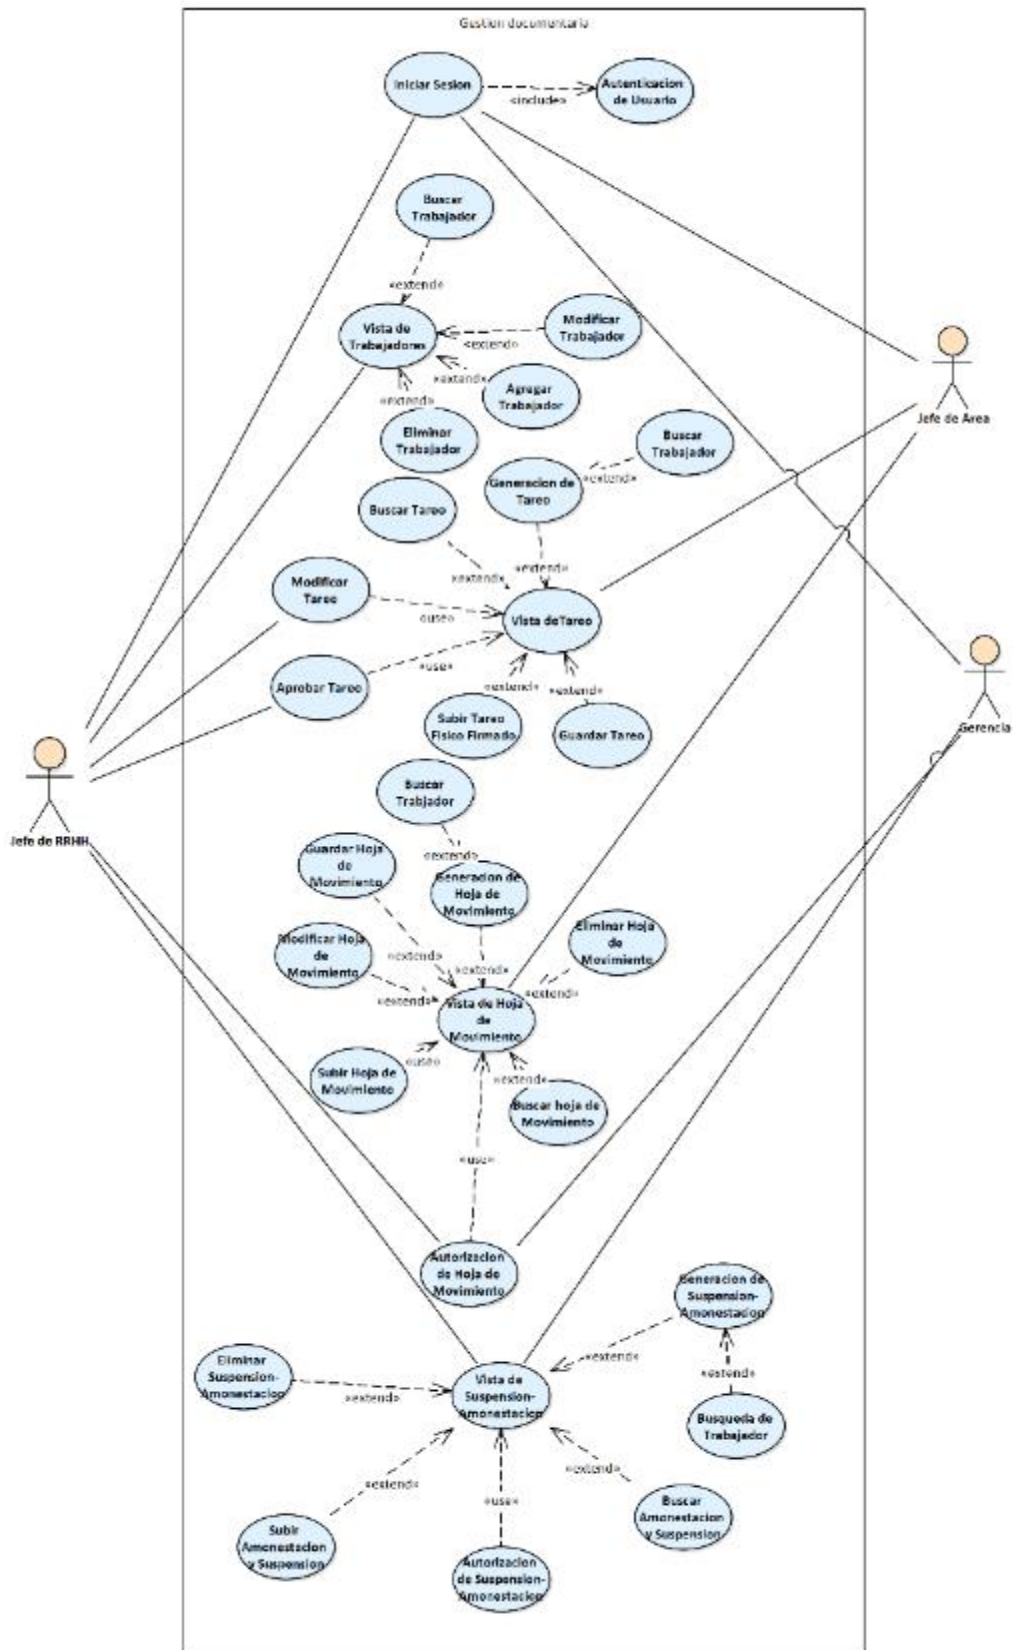 Gestion documentaria
Iniciar Sesion
«include»
Autenticacion
de Usuario
Buscar
Trabajador
«extend»
Vista de
Trabajadores
«extend»
Modificar
Trabajador
«extend»
Agregar
Trabajador
«extend»
Eliminar
Trabajador
Jefe de Area
Buscar
Trabajador
«extend»
Generacion de
Tareo
Buscar Tareo
«extend»
«extend»
Modificar
Tareo
«use»
Vista deTareo
Aprobar Tareo
«use»
«extend»
«extend»
Subir Tareo
Fisico Firmado
Guardar Tareo
Gerencia
Jefe de RRHH
Buscar
Trabjador
«extend»
Guardar Hoja
de
Movimiento
Generacion de
Hoja de
Movimiento
Eliminar Hoja
de
Movimiento
Modificar Hoja
de
Movimiento
«extend»
«extend»
«extend»
«extend»
Vista de Hoja
de
Movimiento
«use»
Subir Hoja de
Movimiento
«extend»
Buscar hoja de
Movimiento
«use»
Autorizacion
de Hoja de
Movimiento
Generacion de
Suspension-
Amonestacion
«extend»
«extend»
Busqueda de
Trabajador
Eliminar
Suspension-
Amonestacion
«extend»
Vista de
Suspension-
Amonestacion
«extend»
«use»
«extend»
Subir
Amonestacion
y Suspension
Autorizacion
de Suspension-
Amonestacion
Buscar
Amonestacion
y Suspension